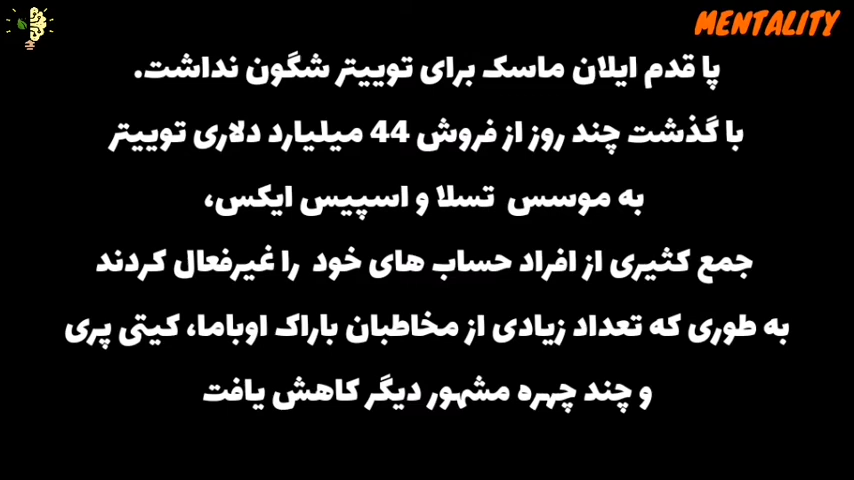 MENTALITY
پا قدم ایلان ماسک برای توییتر شگون نداشت.
با گذشت چند روز از فروش 44 میلیارد دلاری توییتر
به موسس تسلا و اسپیس ایکس،
جمع کثیری از افراد حساب های خود را غیرفعال کردند
به طوری که تعداد زیادی از مخاطبان باراک اوباما، کیتی پری
و چند چهره مشهور دیگر کاهش یافت